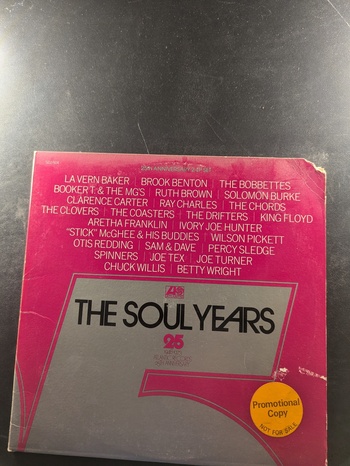 LA VERN BAKER | BROOK BENTON | THE BOBBETTES
BOOKER T. & THE MG'S | RUTH BROWN | SOLOMON BURKE
CLARENCE CARTER | RAY CHARLES | THE CHORDS
THE CLOVERS | THE COASTERS | THE DRIFTERS | KING FLOYD
ARETHA FRANKLIN | IVORY JOE HUNTER
"STICK" McGHEE & HIS BUDDIES | WILSON PICKETT
OTIS REDDING | SAM & DAVE | PERCY SLEDGE
SPINNERS | JOE TEX | JOE TURNER
CHUCK WILLIS | BETTY WRIGHT
THE SOUL YEARS
25
Promotional
Copy
NOT FOR SALE